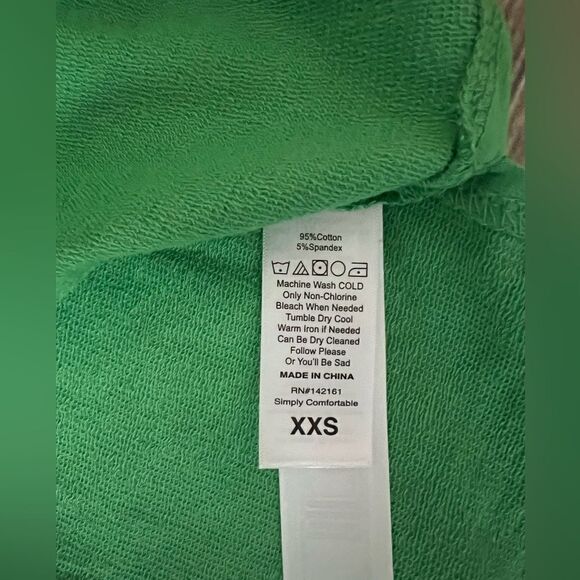 95%Cotton
5%Spandex
Machine Wash COLD
Only Non-Chlorine
Bleach When Needed
Tumble Dry Cool
Warm Iron if Needed
Can Be Dry Cleaned
Follow Please
Or You'll Be Sad
MADE IN CHINA
RN#142161
Simply Comfortable
XXS